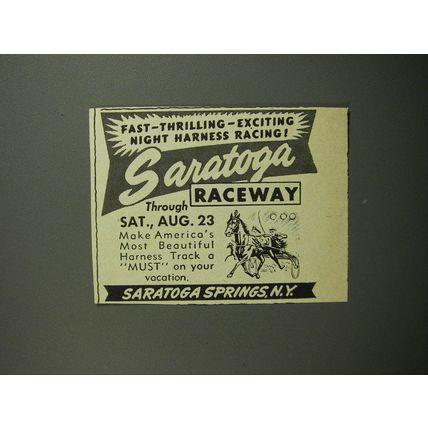 FAST-THRILLING-EXCITING
NIGHT HARNESS RACING!
Saratoga
RACEWAY
Through
SAT., AUG. 23
Make America's
Most Beautiful
Harness Track a
"MUST" on your
vacation.
SARATOGA SPRINGS, N.Y.